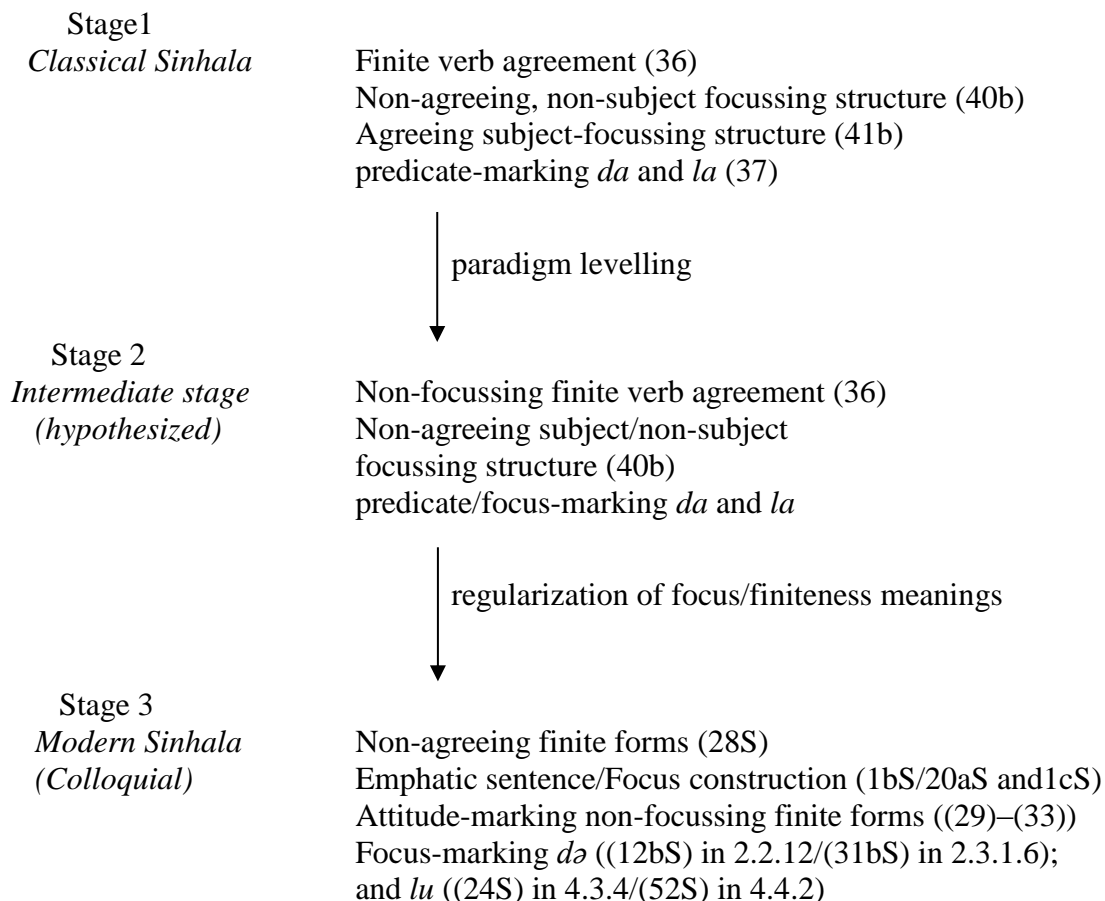 Stage1
Classical Sinhala Finite verb agreement (36)
Non-agreeing, non-subject focussing structure (40b)
Agreeing subject-focussing structure (41b)
predicate-marking da and la (37)
paradigm levelling
Stage 2
Intermediate stage Non-focussing finite verb agreement (36)
(hypothesized) Non-agreeing subject/non-subject
focussing structure (40b)
predicate/focus-marking da and la
regularization of focus/finiteness meanings
Stage 3
Modern Sinhala Non-agreeing finite forms (28S)
(Colloquial) Emphatic sentence/Focus construction (1bS/20aS and1cS)
Attitude-marking non-focussing finite forms ((29)–(33))
Focus-marking də ((12bS) in 2.2.12/(31bS) in 2.3.1.6);
and lu ((24S) in 4.3.4/(52S) in 4.4.2)